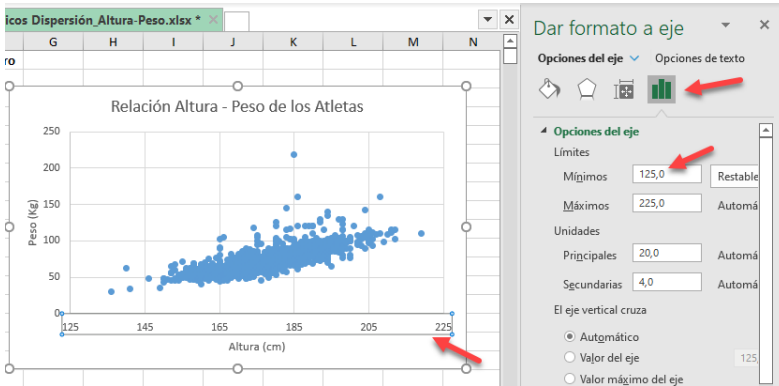 icos Dispersión_Altura-Peso.xlsx *
G H I J K L M N
ro
Relación Altura - Peso de los Atletas
250
200
150
100
50
0
Peso (Kg)
125 145 165 185 205 225
Altura (cm)
Dar formato a eje
Opciones del eje Opciones de texto
Opciones del eje
Límites
Mínimos 125,0 Restable
Máximos 225,0 Automá
Unidades
Principales 20,0 Automá
Secundarias 4,0 Automá
El eje vertical cruza
Automático
Valor del eje 125,
Valor máximo del eje